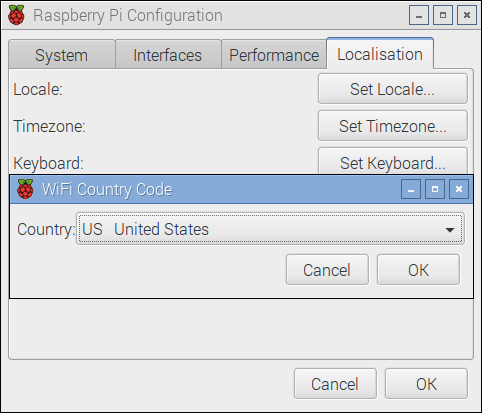 Raspberry Pi Configuration
System Interfaces Performance Localisation
Locale: Set Locale...
Timezone: Set Timezone...
Keyboard: Set Keyboard...
WiFi Country Code
Country: US United States
Cancel OK
Cancel OK